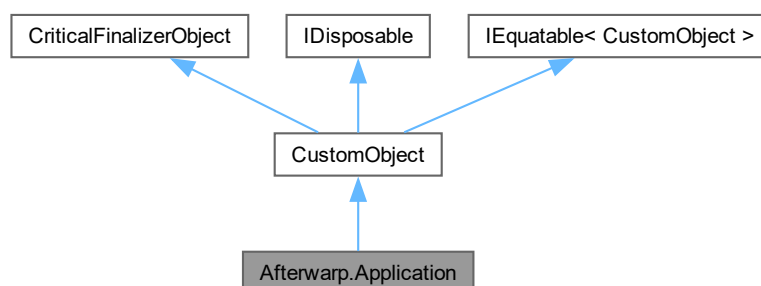 CriticalFinalizerObject
IDisposable
IEquatable< CustomObject >
CustomObject
Afterwarp.Application